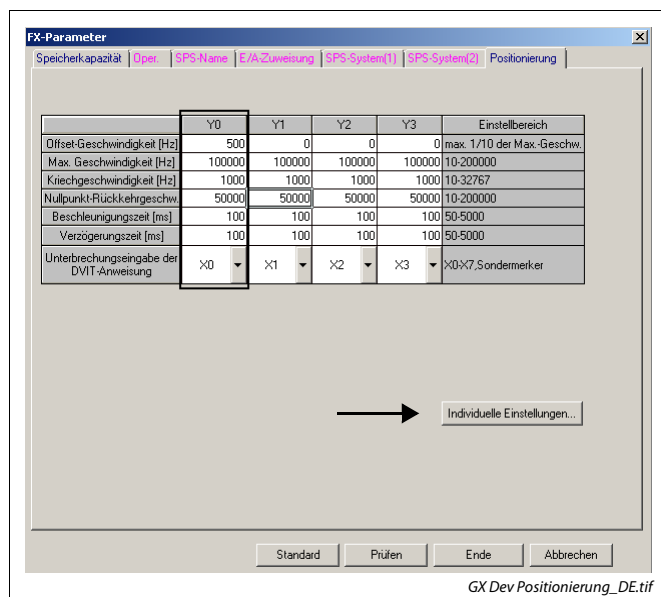 FX-Parameter
Speicherkapazität Oper. SPS-Name E/A-Zuweisung SPS-System(1) SPS-System(2) Positionierung
Y0 Y1 Y2 Y3 Einstellbereich
Offset-Geschwindigkeit [Hz] 500 0 0 0 max. 1/10 der Max.-Geschw.
Max. Geschwindigkeit [Hz] 100000 100000 100000 100000 10-200000
Kriechgeschwindigkeit [Hz] 1000 1000 1000 1000 10-32767
Nullpunkt-Rückkehrgeschw. 50000 50000 50000 50000 10-200000
Beschleunigungszeit [ms] 100 100 100 100 50-5000
Verzögerungszeit [ms] 100 100 100 100 50-5000
Unterbrechungseingabe der
DVIT-Anweisung X0 X1 X2 X3 X0-X7,Sondermerker
Individuelle Einstellungen...
Standard Prüfen Ende Abbrechen
GX Dev Positionierung_DE.tif